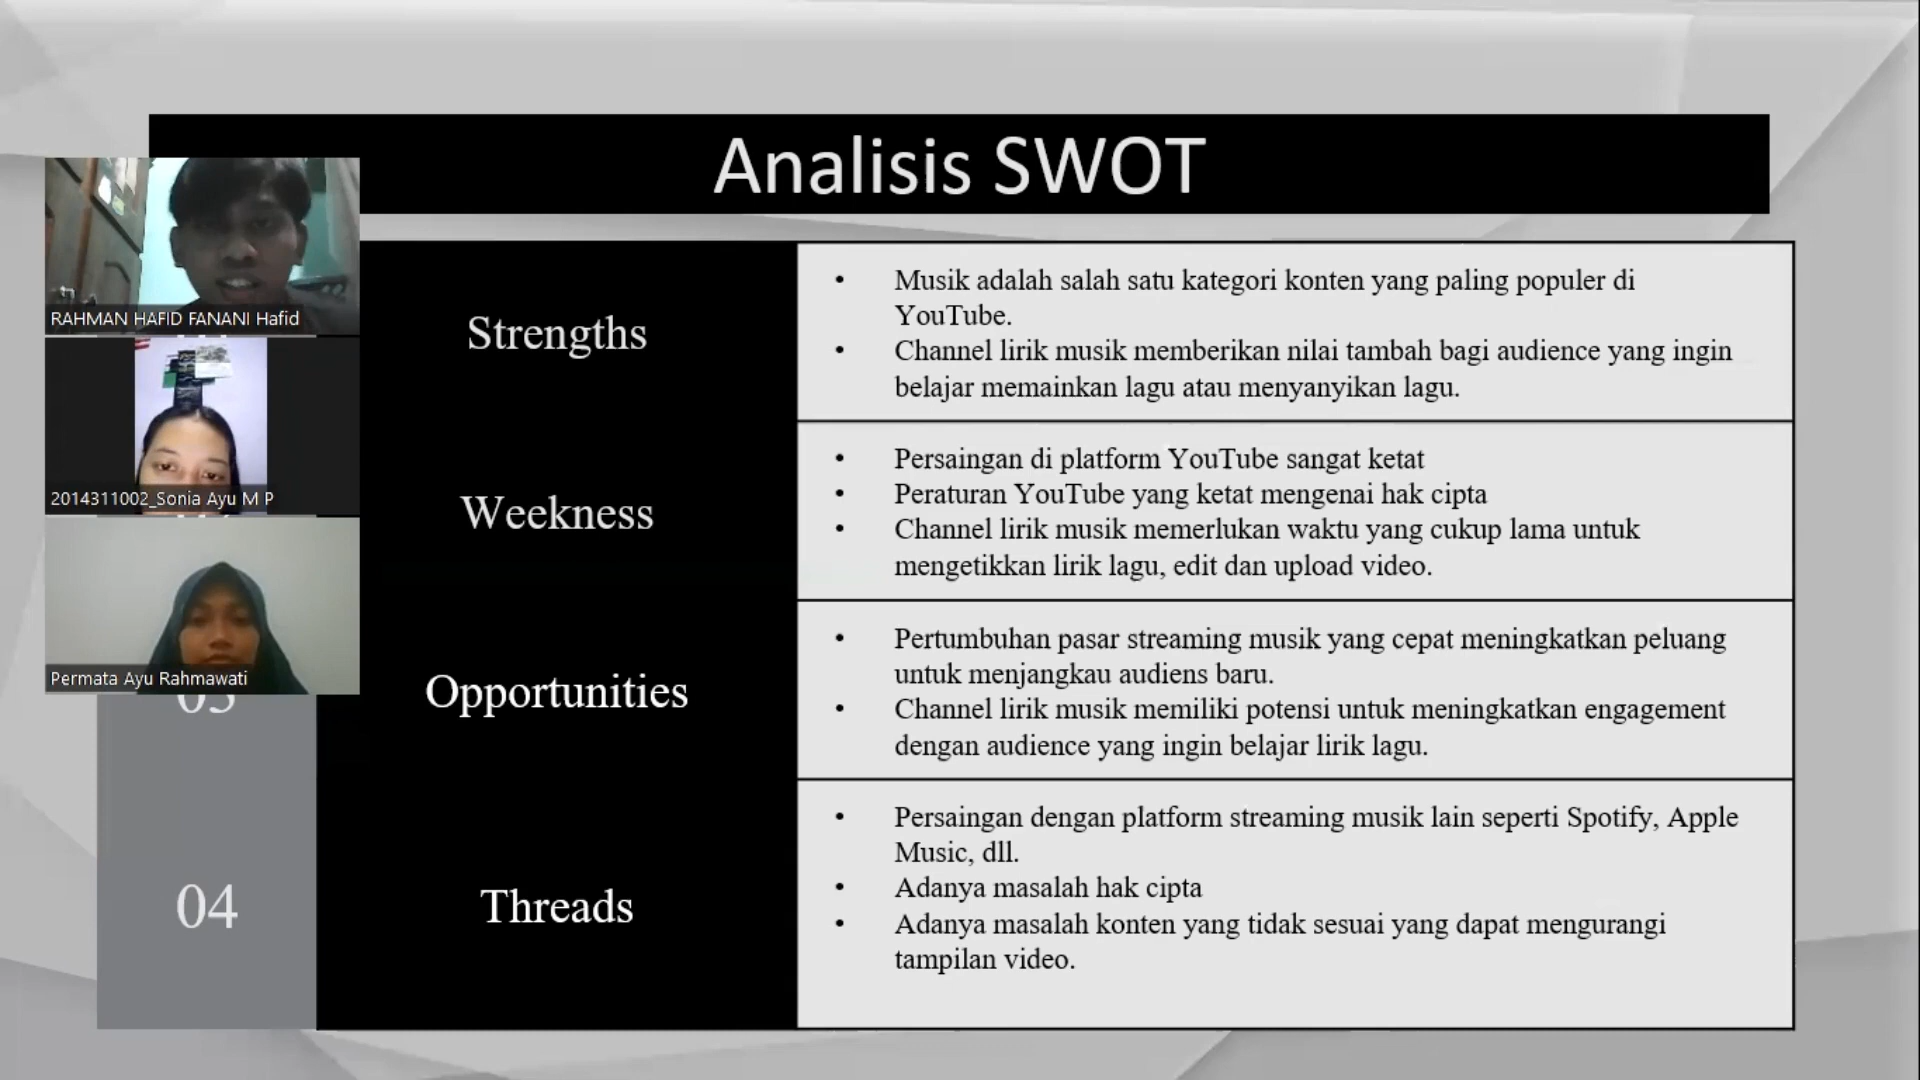 Analisis SWOT
RAHMAN HAFID FANANI Hafid
2014311002_Sonia Ayu M P
Permata Ayu Rahmawati
Strengths
• Musik adalah salah satu kategori konten yang paling populer di
YouTube.
• Channel lirik musik memberikan nilai tambah bagi audience yang ingin
belajar memainkan lagu atau menyanyikan lagu.
Weekness
• Persaingan di platform YouTube sangat ketat
• Peraturan YouTube yang ketat mengenai hak cipta
• Channel lirik musik memerlukan waktu yang cukup lama untuk
mengetikkan lirik lagu, edit dan upload video.
03
Opportunities
• Pertumbuhan pasar streaming musik yang cepat meningkatkan peluang
untuk menjangkau audiens baru.
• Channel lirik musik memiliki potensi untuk meningkatkan engagement
dengan audience yang ingin belajar lirik lagu.
04
Threads
• Persaingan dengan platform streaming musik lain seperti Spotify, Apple
Music, dll.
• Adanya masalah hak cipta
• Adanya masalah konten yang tidak sesuai yang dapat mengurangi
tampilan video.